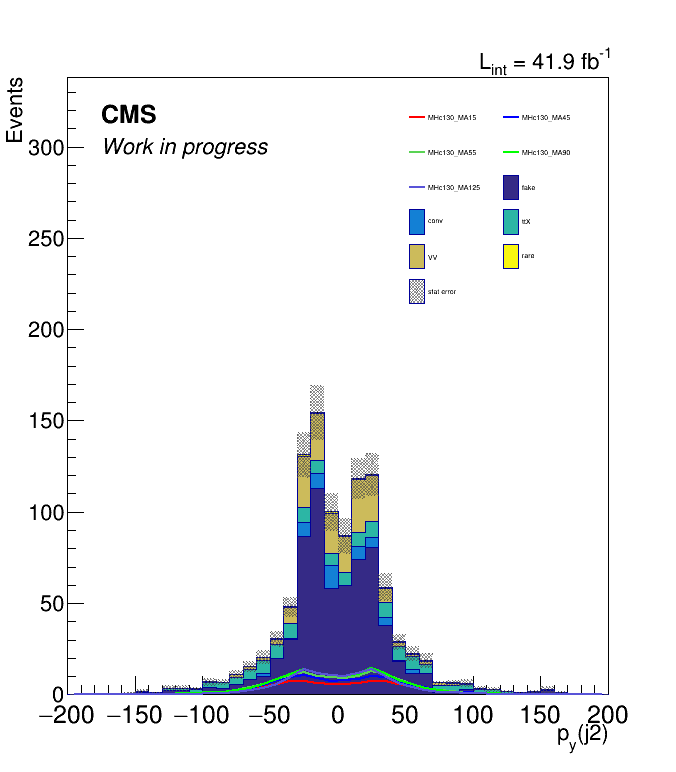 L_int = 41.9 fb^-1
Events
CMS
Work in progress
MHc130_MA15
MHc130_MA45
MHc130_MA55
MHc130_MA90
MHc130_MA125
fake
conv
ttX
VV
rare
stat error
300
250
200
150
100
50
0
−200 −150 −100 −50 0 50 100 150 200
p_y(j2)